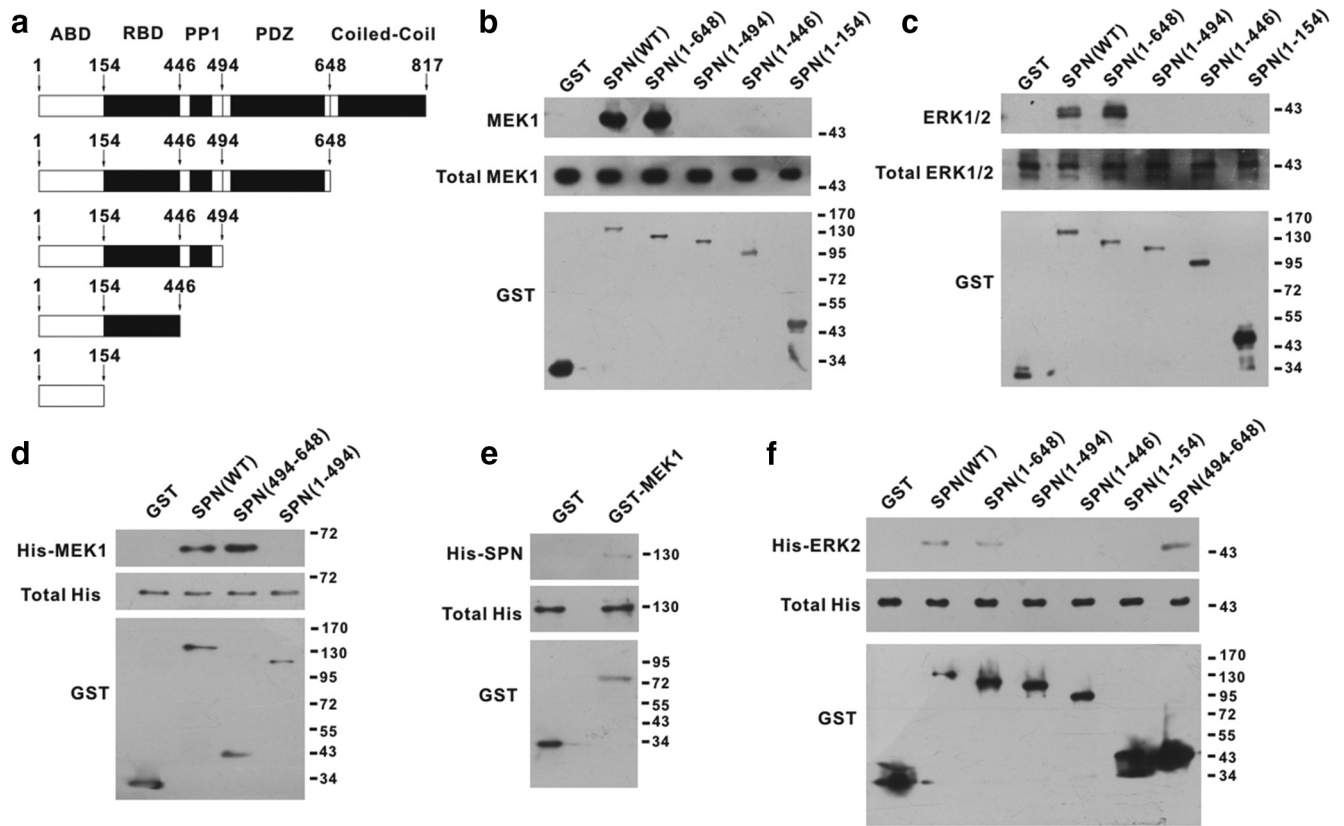 a
ABD RBD PP1 PDZ Coiled-Coil
1 154 446 494 648 817
1 154 446 494 648
1 154 446 494
1 154 446
1 154
b
GST SPN(WT) SPN(1-648) SPN(1-494) SPN(1-446) SPN(1-154)
MEK1
-43
Total MEK1
-43
GST
-170
-130
-95
-72
-55
-43
-34
c
GST SPN(WT) SPN(1-648) SPN(1-494) SPN(1-446) SPN(1-154)
ERK1/2
-43
Total ERK1/2
-43
GST
-170
-130
-95
-72
-55
-43
-34
d
GST SPN(WT) SPN(494-648) SPN(1-494)
His-MEK1
-72
Total His
-72
GST
-170
-130
-95
-72
-55
-43
-34
e
GST GST-MEK1
His-SPN
-130
Total His
-130
GST
-95
-72
-55
-43
-34
f
GST SPN(WT) SPN(1-648) SPN(1-494) SPN(1-446) SPN(1-154) SPN(494-648)
His-ERK2
-43
Total His
-43
GST
-170
-130
-95
-72
-55
-43
-34